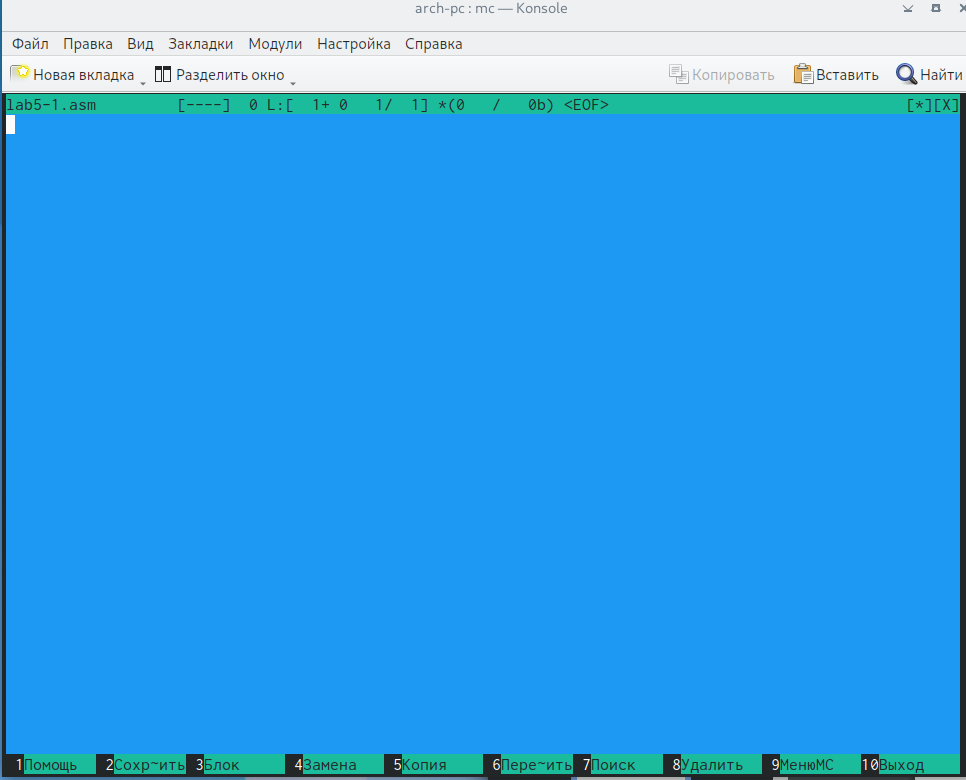 arch-pc : mc — Konsole
Файл Правка Вид Закладки Модули Настройка Справка
Новая вкладка Разделить окно Копировать Вставить Найти
lab5-1.asm [----] 0 L:[ 1+ 0 1/ 1] *(0 / 0b) <EOF> [*][X]
1Помощь 2Сохр~ить 3Блок 4Замена 5Копия 6Пере~ить 7Поиск 8Удалить 9МенюMC 10Выход